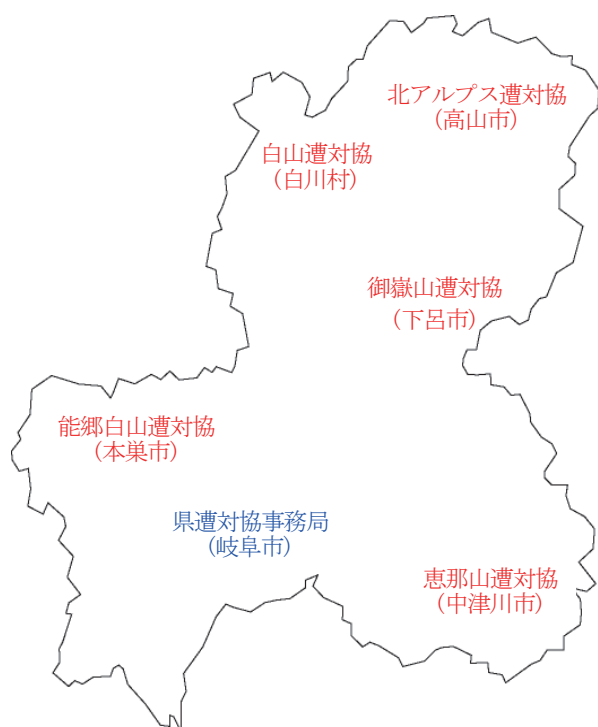 北アルプス遭対協
(高山市)
白山遭対協
(白川村)
御嶽山遭対協
(下呂市)
能郷白山遭対協
(本巣市)
県遭対協事務局
(岐阜市)
恵那山遭対協
(中津川市)